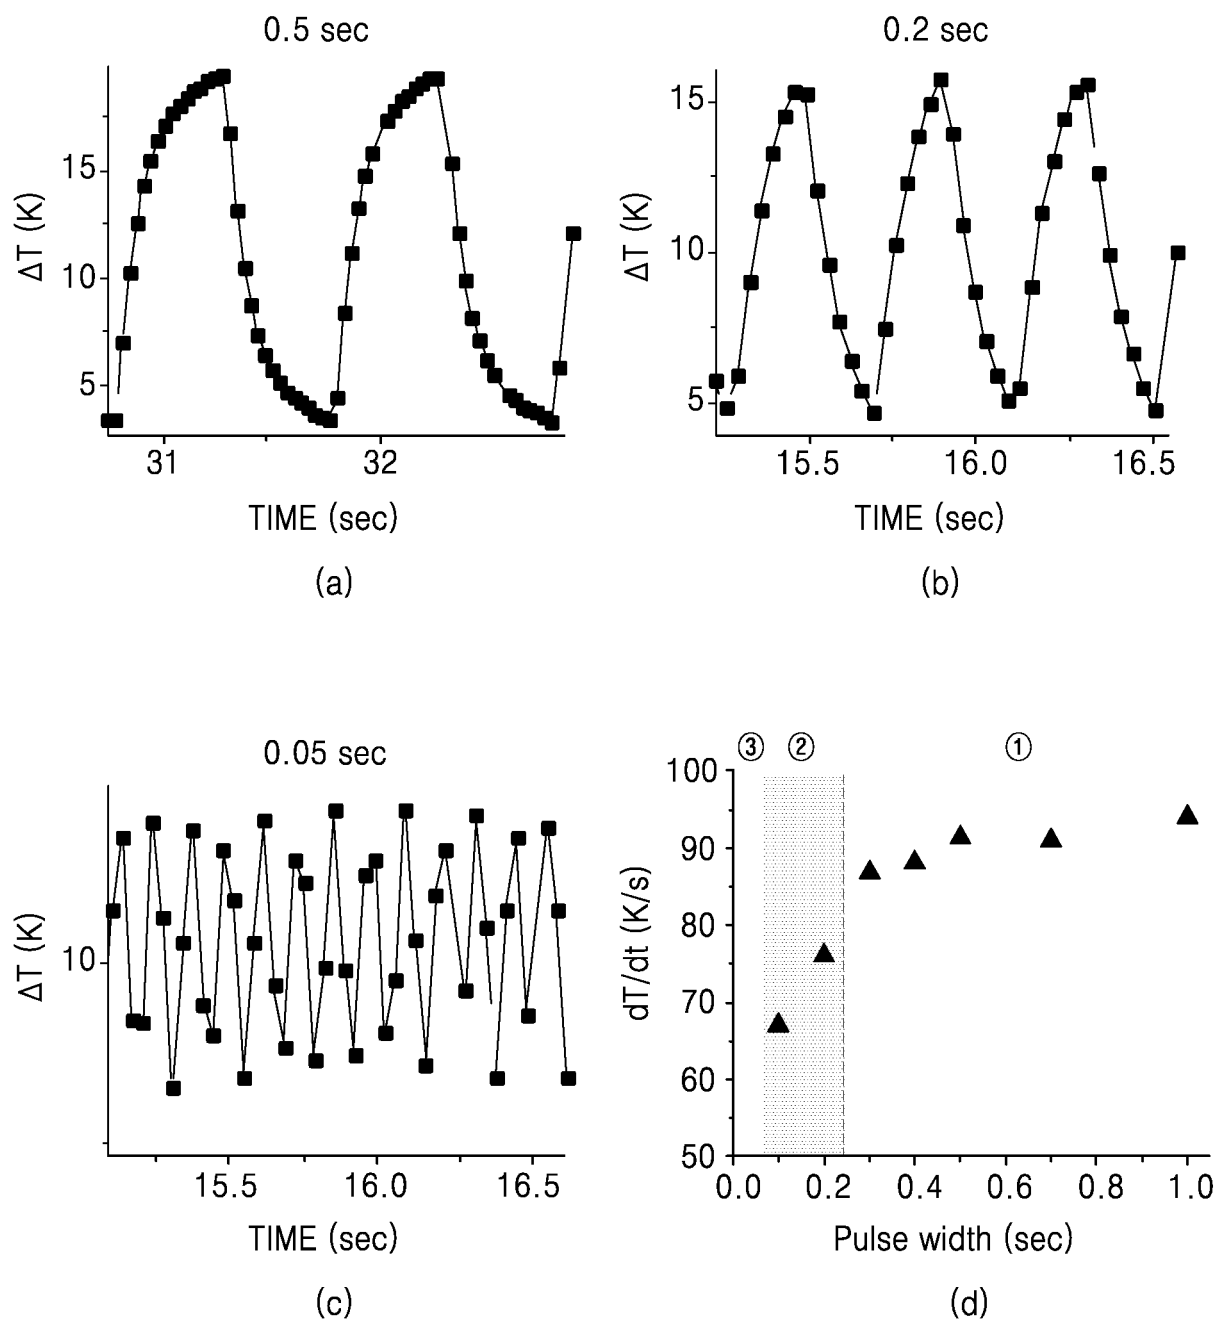 0.5 sec
15
10
5
ΔT (K)
31 32
TIME (sec)
(a)
0.2 sec
15
10
5
ΔT (K)
15.5 16.0 16.5
TIME (sec)
(b)
0.05 sec
10
ΔT (K)
15.5 16.0 16.5
TIME (sec)
(c)
③ ② ①
100
90
80
70
60
50
dT/dt (K/s)
0.0 0.2 0.4 0.6 0.8 1.0
Pulse width (sec)
(d)